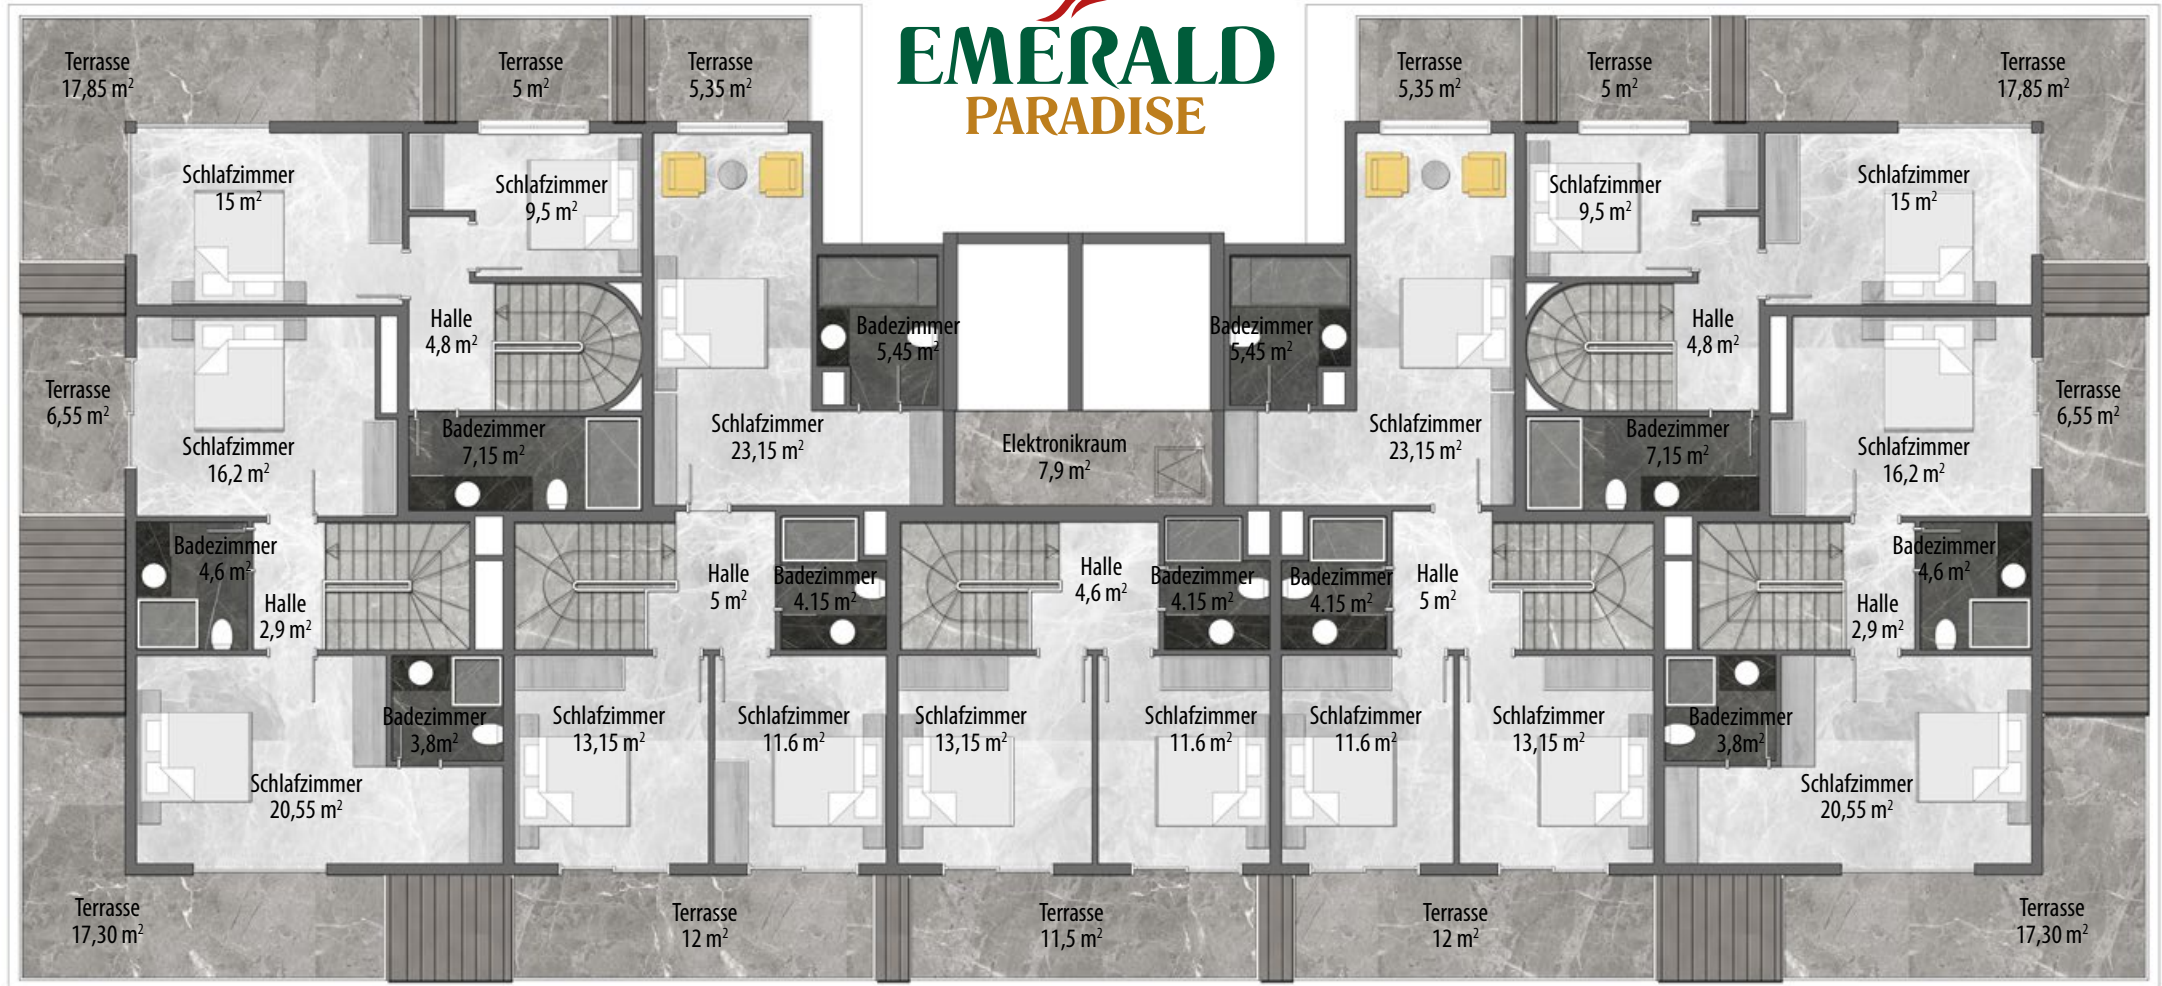 EMERALD
PARADISE
Terrasse
17,85 m²
Terrasse
5 m²
Terrasse
5,35 m²
Terrasse
5,35 m²
Terrasse
5 m²
Terrasse
17,85 m²
Schlafzimmer
15 m²
Schlafzimmer
9,5 m²
Schlafzimmer
9,5 m²
Schlafzimmer
15 m²
Halle
4,8 m²
Badezimmer
5,45 m²
Badezimmer
5,45 m²
Halle
4,8 m²
Terrasse
6,55 m²
Schlafzimmer
16,2 m²
Badezimmer
7,15 m²
Schlafzimmer
23,15 m²
Elektronikraum
7,9 m²
Schlafzimmer
23,15 m²
Badezimmer
7,15 m²
Schlafzimmer
16,2 m²
Terrasse
6,55 m²
Badezimmer
4,6 m²
Halle
2,9 m²
Halle
5 m²
Badezimmer
4.15 m²
Halle
4,6 m²
Badezimmer
4.15 m²
Badezimmer
4.15 m²
Halle
5 m²
Halle
2,9 m²
Badezimmer
4,6 m²
Badezimmer
3,8m²
Schlafzimmer
20,55 m²
Schlafzimmer
13,15 m²
Schlafzimmer
11.6 m²
Schlafzimmer
13,15 m²
Schlafzimmer
11.6 m²
Schlafzimmer
11.6 m²
Schlafzimmer
13,15 m²
Badezimmer
3,8m²
Schlafzimmer
20,55 m²
Terrasse
17,30 m²
Terrasse
12 m²
Terrasse
11,5 m²
Terrasse
12 m²
Terrasse
17,30 m²